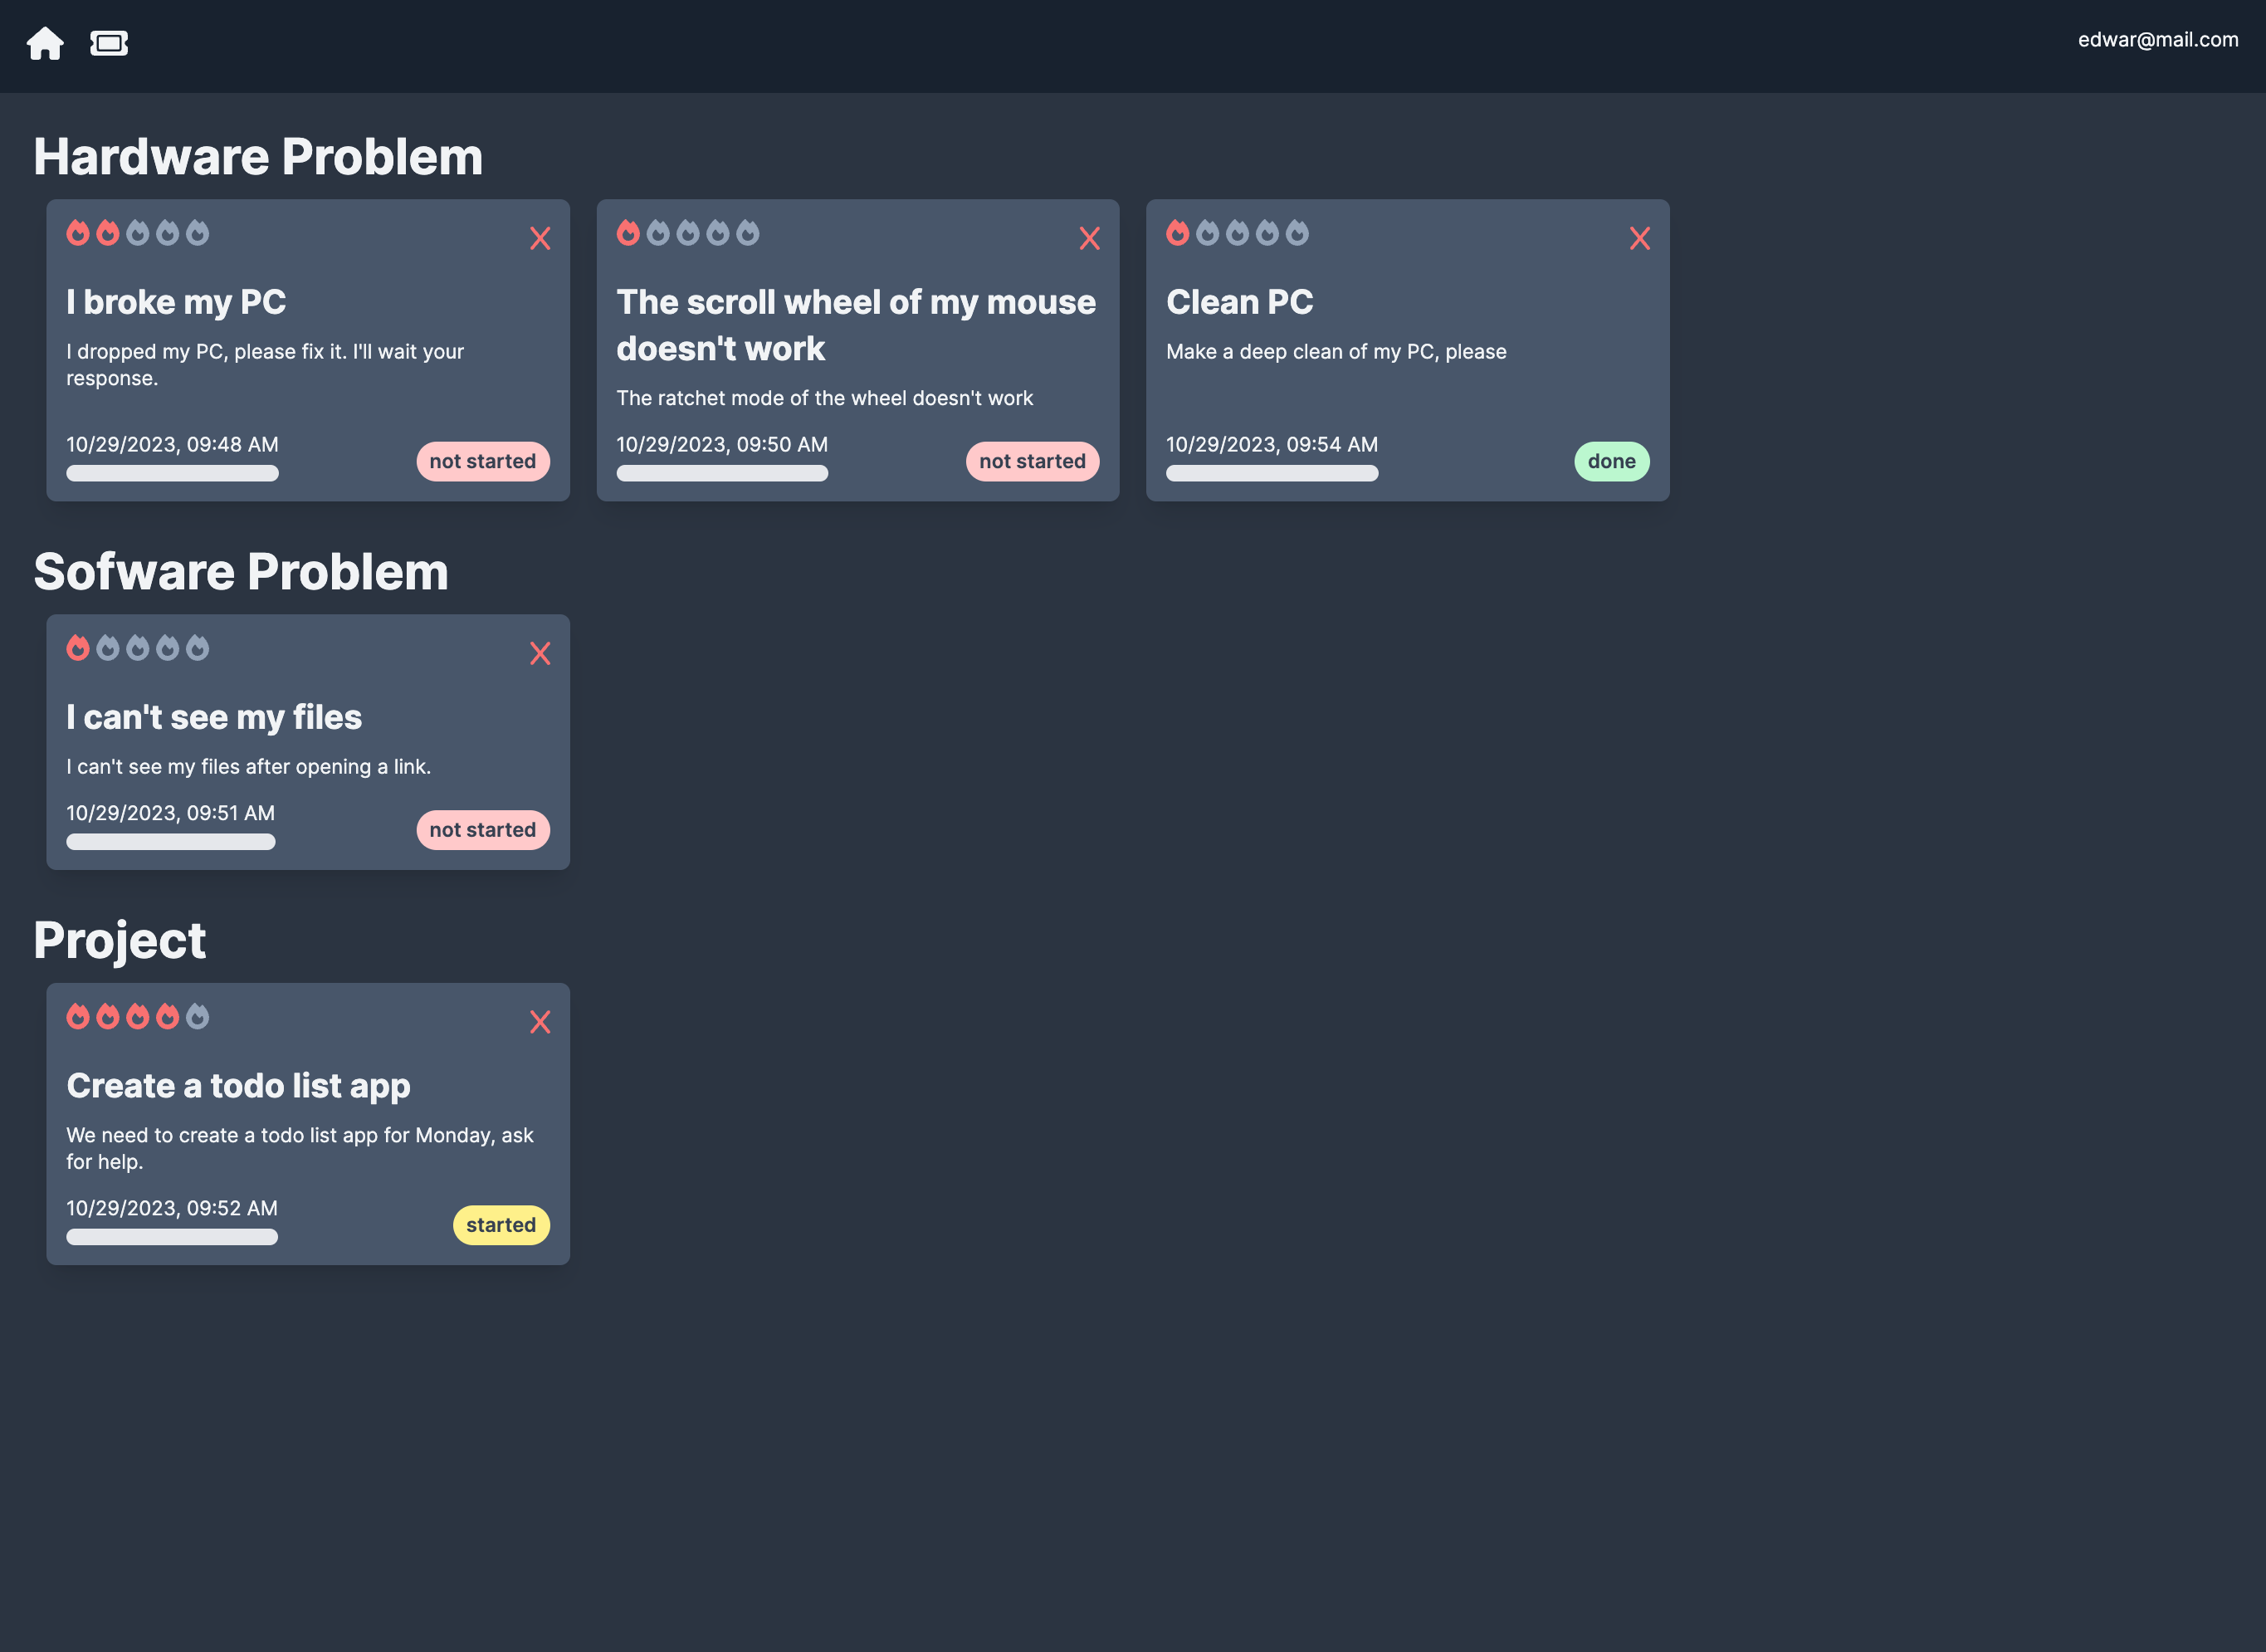 edwar@mail.com
Hardware Problem
I broke my PC
I dropped my PC, please fix it. I'll wait your
response.
10/29/2023, 09:48 AM
not started
The scroll wheel of my mouse
doesn't work
The ratchet mode of the wheel doesn't work
10/29/2023, 09:50 AM
not started
Clean PC
Make a deep clean of my PC, please
10/29/2023, 09:54 AM
done
Sofware Problem
I can't see my files
I can't see my files after opening a link.
10/29/2023, 09:51 AM
not started
Project
Create a todo list app
We need to create a todo list app for Monday, ask
for help.
10/29/2023, 09:52 AM
started